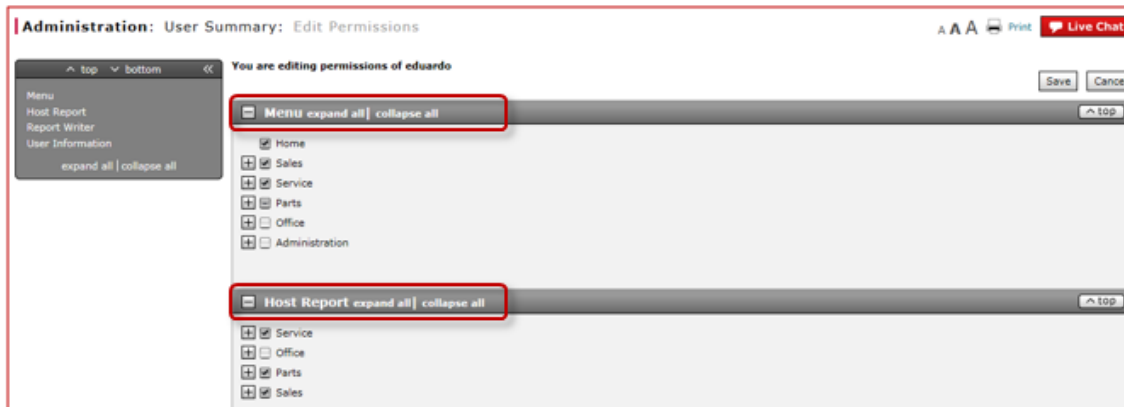 Administration: User Summary: Edit Permissions
A A A Print Live Chat
top bottom
Menu
Host Report
Report Writer
User Information
expand all | collapse all
You are editing permissions of eduardo
Save Cance
Menu expand all| collapse all
top
Home
Sales
Service
Parts
Office
Administration
Host Report expand all| collapse all
top
Service
Office
Parts
Sales